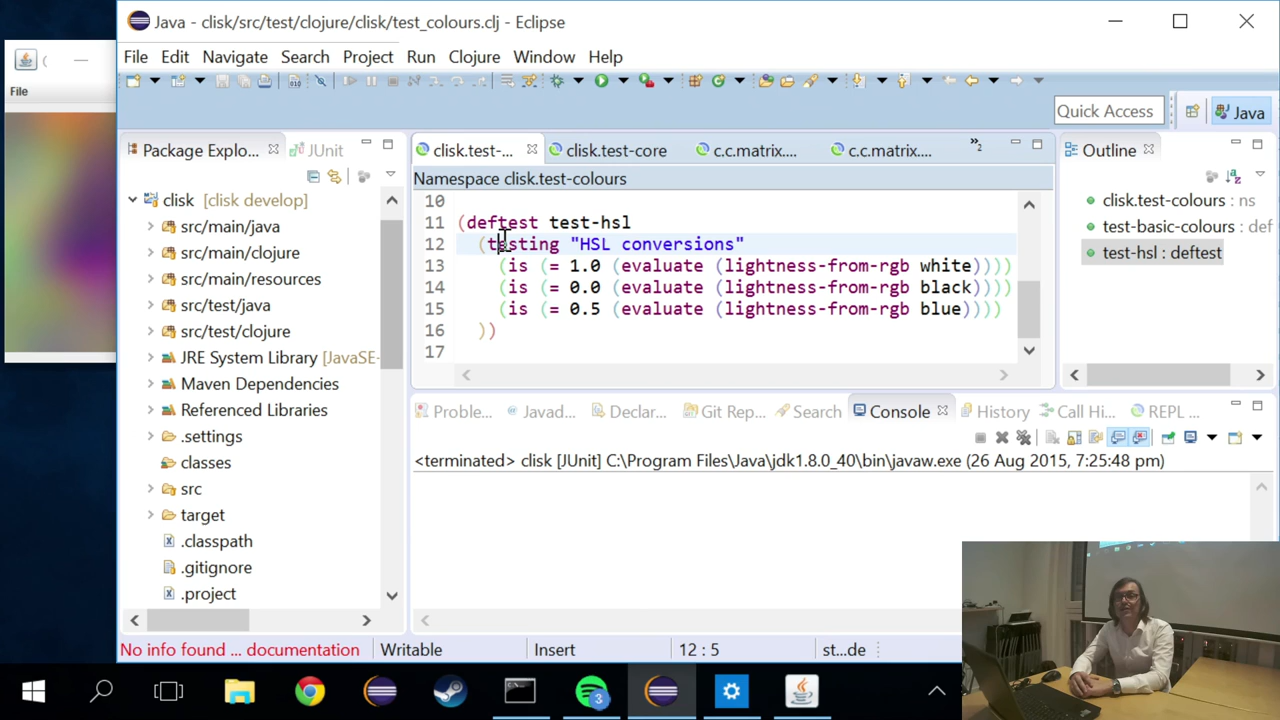 Java - clisk/src/test/clojure/clisk/test_colours.clj - Eclipse
File
File Edit Navigate Search Project Run Clojure Window Help
Quick Access
Java
Package Explo...
JUnit
clisk [clisk develop]
src/main/java
src/main/clojure
src/main/resources
src/test/java
src/test/clojure
JRE System Library [JavaSE-
Maven Dependencies
Referenced Libraries
.settings
classes
src
target
.classpath
.gitignore
.project
clisk.test-... clisk.test-core c.c.matrix.... c.c.matrix.... »2
Namespace clisk.test-colours
10
11 (deftest test-hsl
12 (testing "HSL conversions"
13 (is (= 1.0 (evaluate (lightness-from-rgb white))))
14 (is (= 0.0 (evaluate (lightness-from-rgb black))))
15 (is (= 0.5 (evaluate (lightness-from-rgb blue))))
16 ))
17
Outline
clisk.test-colours : ns
test-basic-colours : def
test-hsl : deftest
Proble... Javad... Declar... Git Rep... Search Console History Call Hi... REPL ...
<terminated> clisk [JUnit] C:\Program Files\Java\jdk1.8.0_40\bin\javaw.exe (26 Aug 2015, 7:25:48 pm)
No info found ... documentation Writable Insert 12 : 5 st...de
3